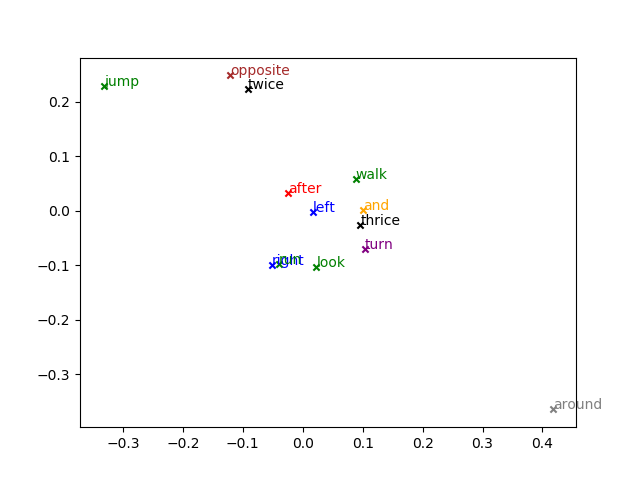 opposite
jump
twice
walk
after
left
and
thrice
turn
right
run
look
around
0.2
0.1
0.0
−0.1
−0.2
−0.3
−0.3 −0.2 −0.1 0.0 0.1 0.2 0.3 0.4